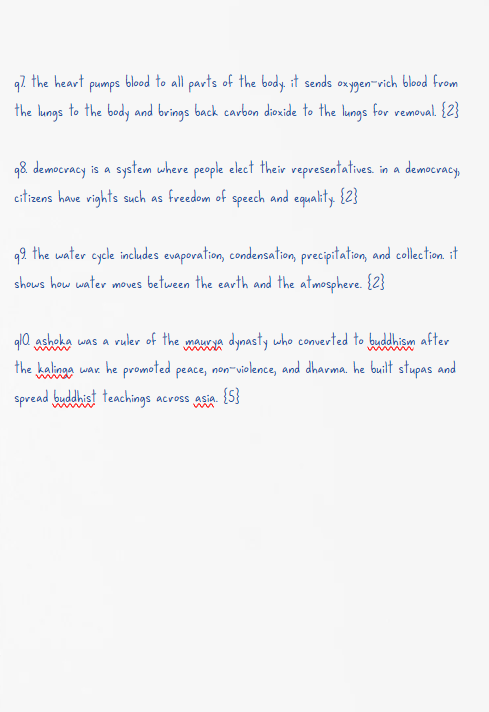 q7. the heart pumps blood to all parts of the body. it sends oxygen-rich blood from
the lungs to the body and brings back carbon dioxide to the lungs for removal. {2}
q8. democracy is a system where people elect their representatives. in a democracy,
citizens have rights such as freedom of speech and equality. {2}
q9. the water cycle includes evaporation, condensation, precipitation, and collection. it
shows how water moves between the earth and the atmosphere. {2}
q10. ashoka was a ruler of the maurya dynasty who converted to buddhism after
the kalinga war. he promoted peace, non-violence, and dharma. he built stupas and
spread buddhist teachings across asia. {5}